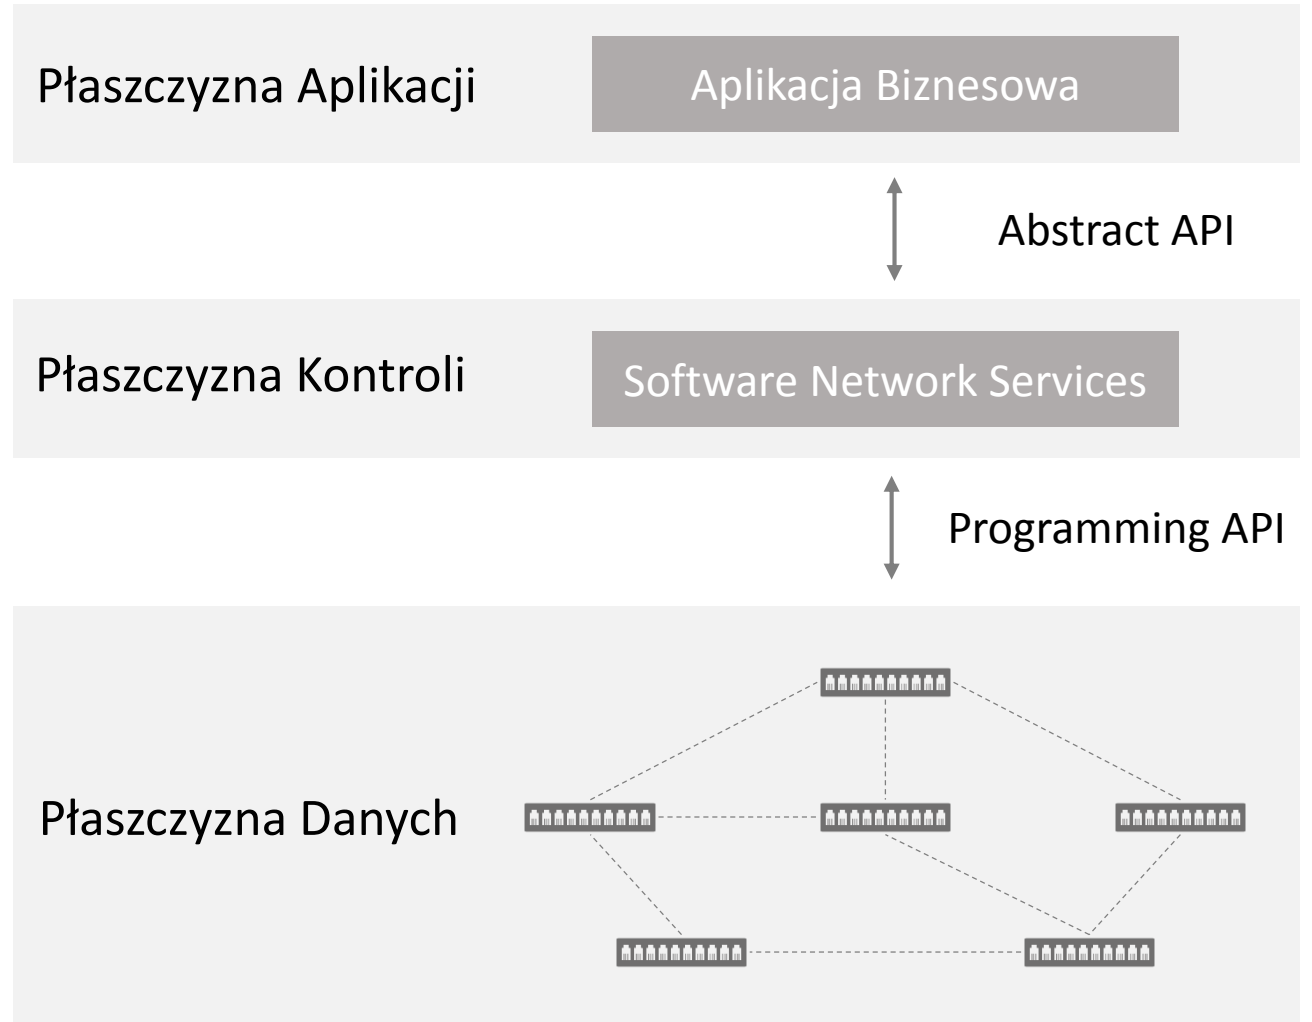 Płaszczyzna Aplikacji
Aplikacja Biznesowa
Abstract API
Płaszczyzna Kontroli
Software Network Services
Programming API
Płaszczyzna Danych